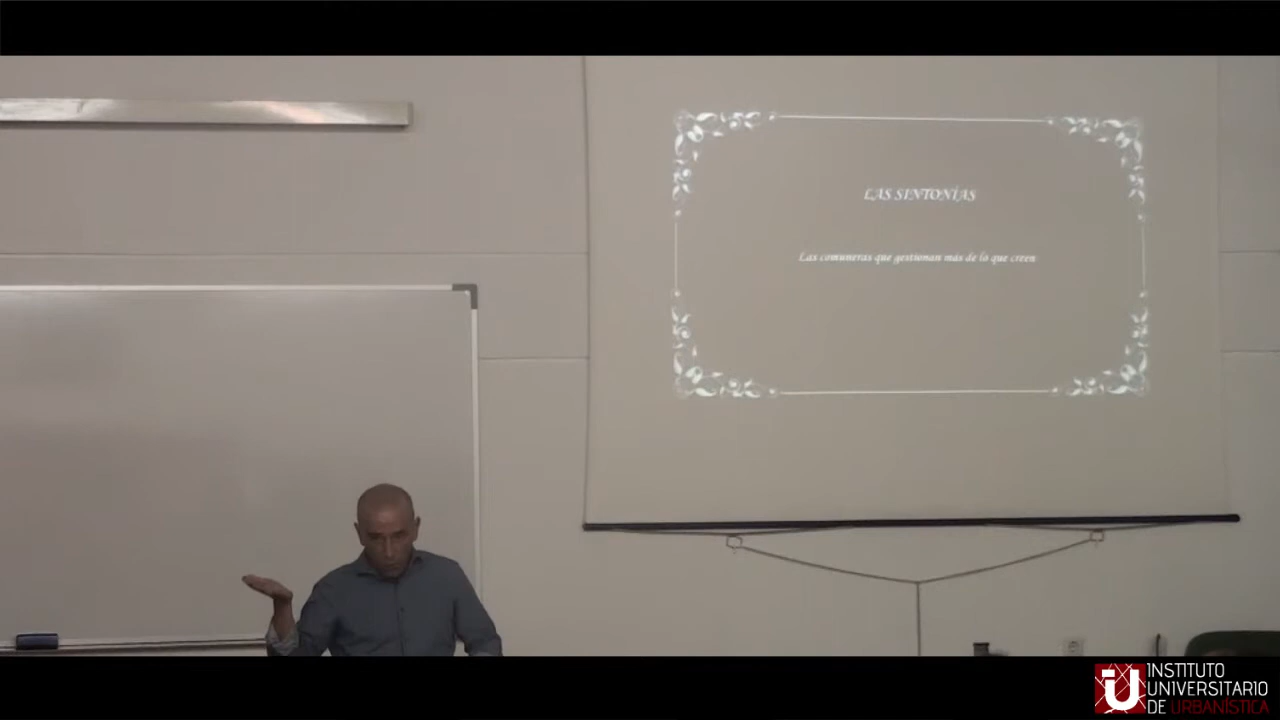 LAS SINTONÍAS
Las comuneras que gestionan más de lo que creen
INSTITUTO
UNIVERSITARIO
DE URBANÍSTICA